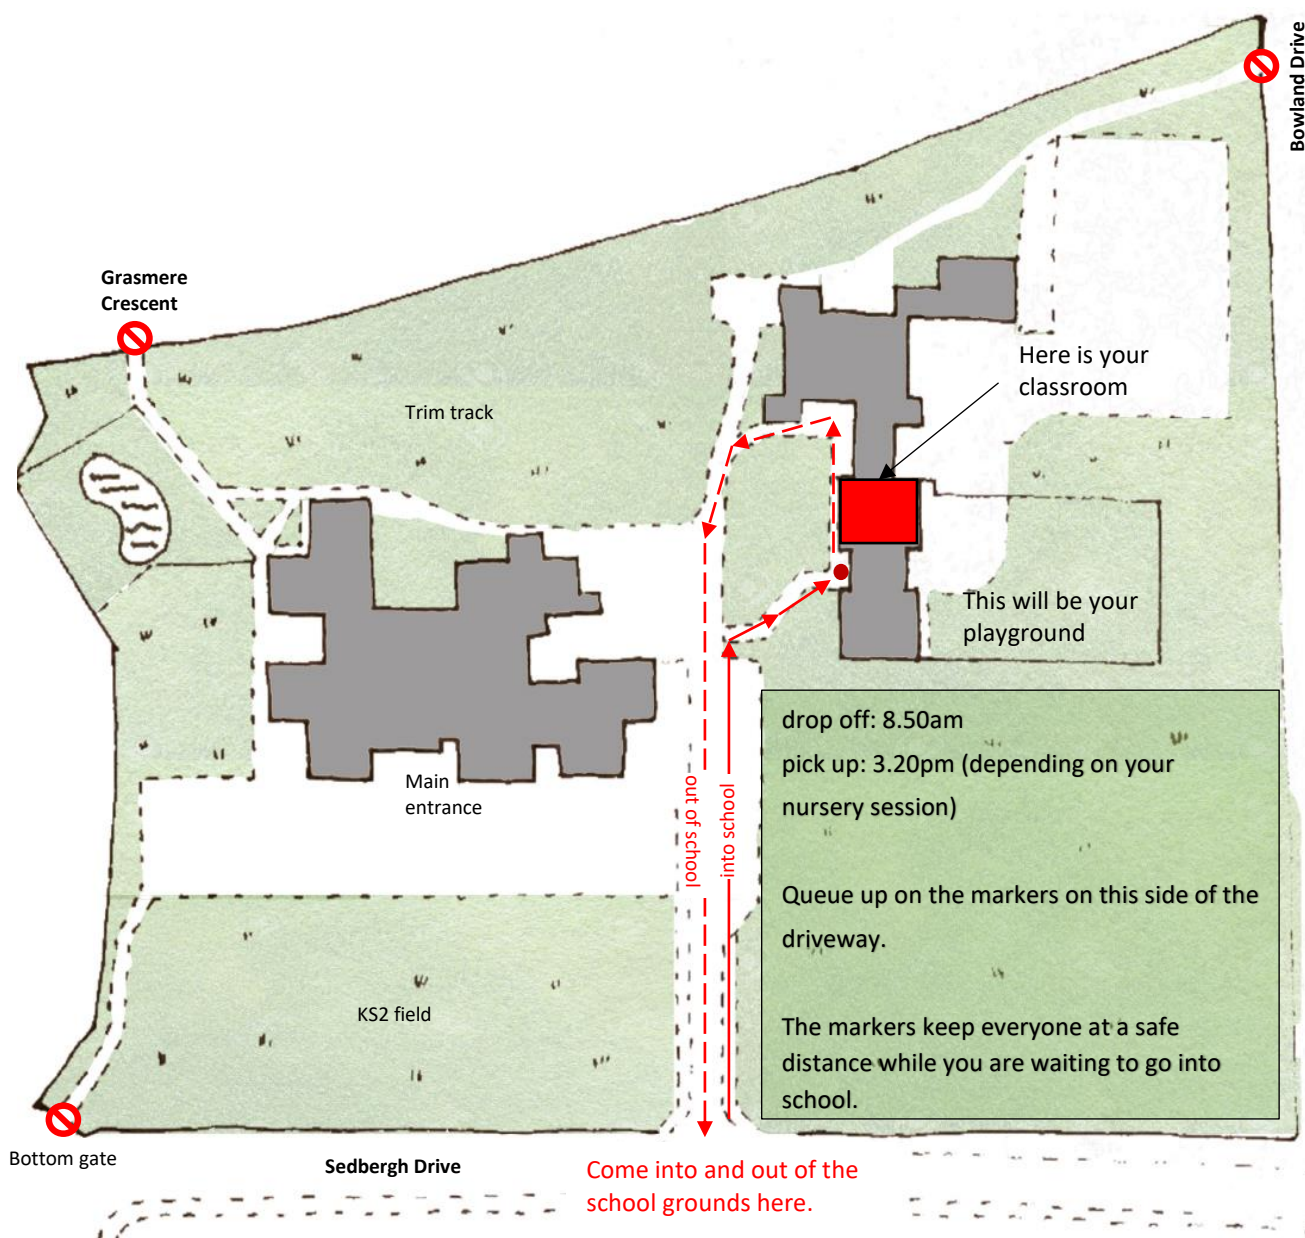 Bowland Drive
Grasmere
Crescent
Here is your
classroom
Trim track
This will be your
playground
drop off: 8.50am
pick up: 3.20pm (depending on your
nursery session)
Queue up on the markers on this side of the
driveway.
The markers keep everyone at a safe
distance while you are waiting to go into
school.
Main
entrance
out of school
into school
KS2 field
Bottom gate
Sedbergh Drive
Come into and out of the
school grounds here.